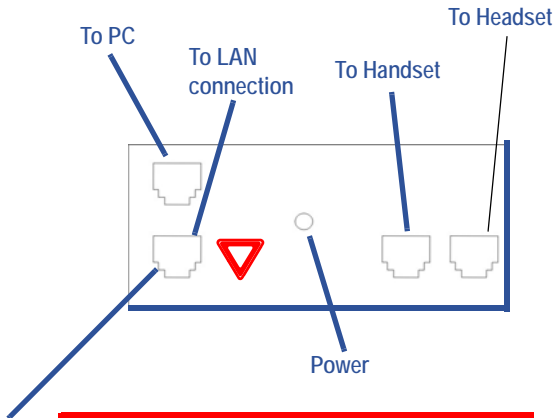 To Headset
To PC
To LAN
connection
To Handset
Power